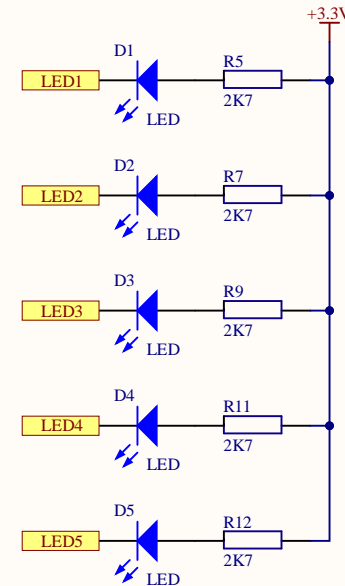 +3.3V
D1
R5
LED1
LED
2K7
D2
R7
LED2
LED
2K7
D3
R9
LED3
LED
2K7
D4
R11
LED4
LED
2K7
D5
R12
LED5
LED
2K7